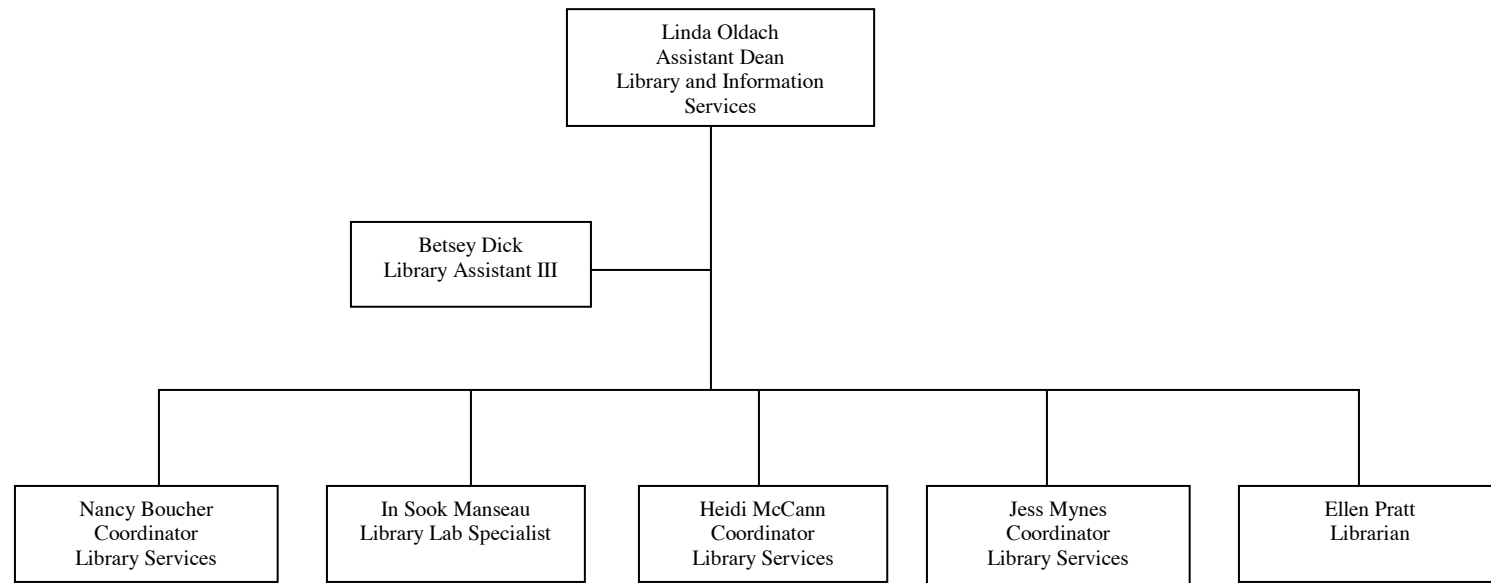 Linda Oldach
Assistant Dean
Library and Information
Services
Betsey Dick
Library Assistant III
Nancy Boucher
Coordinator
Library Services
In Sook Manseau
Library Lab Specialist
Heidi McCann
Coordinator
Library Services
Jess Mynes
Coordinator
Library Services
Ellen Pratt
Librarian